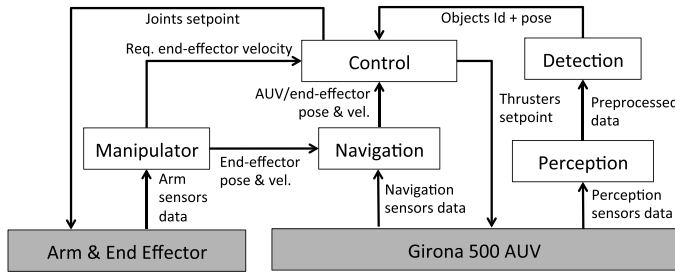 Joints setpoint
Objects Id + pose
Req. end-effector velocity
Control
Detection
AUV/end-effector
pose & vel.
Thrusters
setpoint
Preprocessed
data
Manipulator
End-effector
pose & vel.
Navigation
Perception
Arm
sensors
data
Navigation
sensors data
Perception
sensors data
Arm & End Effector
Girona 500 AUV